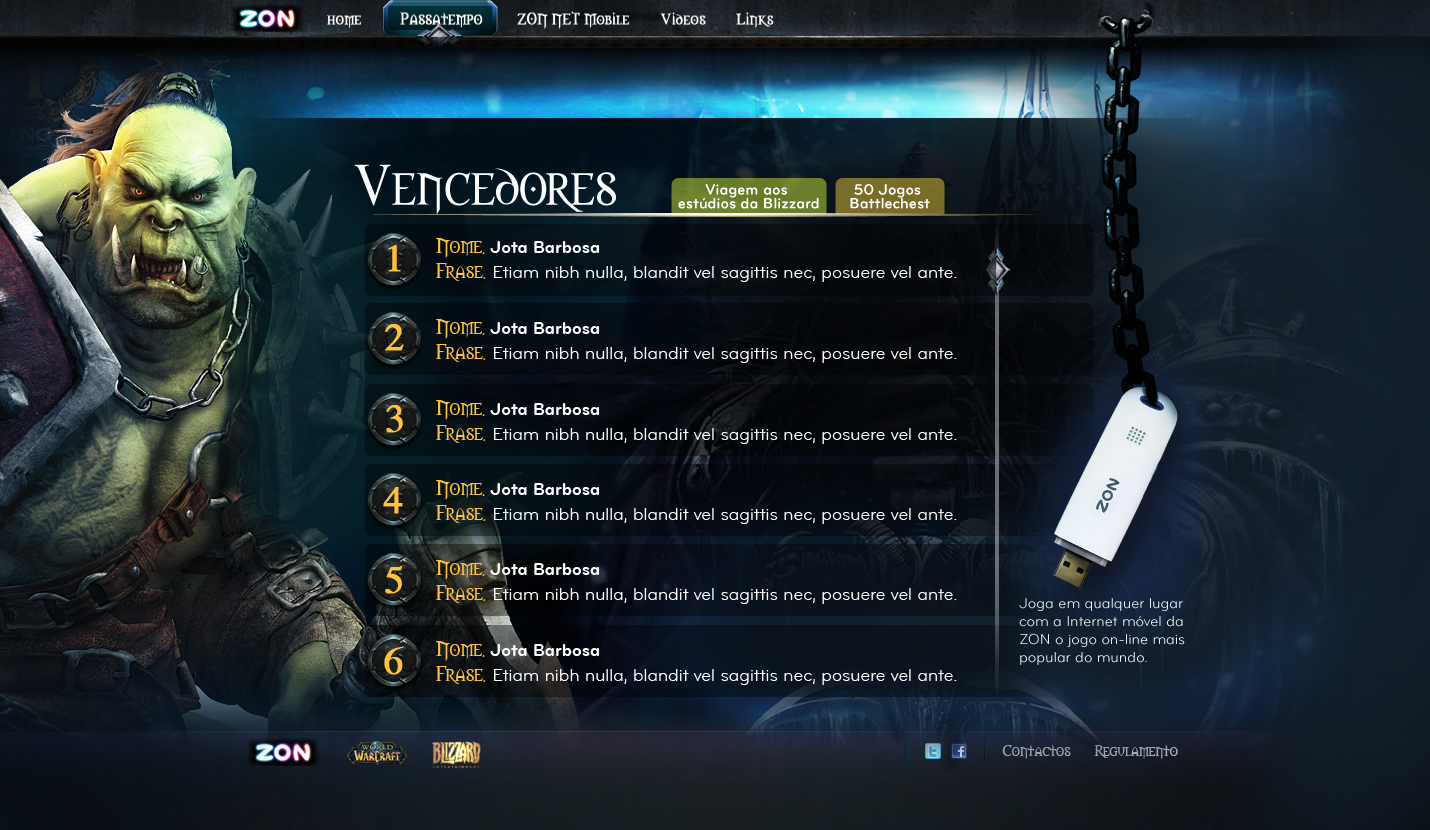 ZON
HOME
PASSATEMPO
ZON NET MOBILE
VIDEOS
LINKS
VENCEDORES
Viagem aos
estúdios da Blizzard
50 Jogos
Battlechest
1
NOME. Jota Barbosa
FRASE. Etiam nibh nulla, blandit vel sagittis nec, posuere vel ante.
2
NOME. Jota Barbosa
FRASE. Etiam nibh nulla, blandit vel sagittis nec, posuere vel ante.
3
NOME. Jota Barbosa
FRASE. Etiam nibh nulla, blandit vel sagittis nec, posuere vel ante.
4
NOME. Jota Barbosa
FRASE. Etiam nibh nulla, blandit vel sagittis nec, posuere vel ante.
5
NOME. Jota Barbosa
FRASE. Etiam nibh nulla, blandit vel sagittis nec, posuere vel ante.
6
NOME. Jota Barbosa
FRASE. Etiam nibh nulla, blandit vel sagittis nec, posuere vel ante.
ZON
Joga em qualquer lugar
com a Internet móvel da
ZON o jogo on-line mais
popular do mundo.
ZON
WORLD OF WARCRAFT
BLIZZARD
ENTERTAINMENT
t
f
CONTACTOS
REGULAMENTO